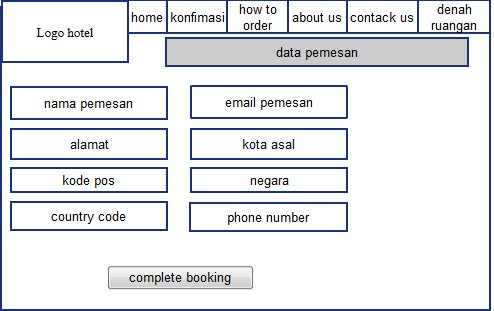 Logo hotel
home
konfimasi
how to
order
about us
contack us
denah
ruangan
data pemesan
nama pemesan
email pemesan
alamat
kota asal
kode pos
negara
country code
phone number
complete booking